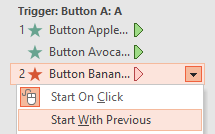 Trigger: Button A: A
1 Button Apple...
Button Avoca...
2 Button Banan...
Start On Click
Start With Previous